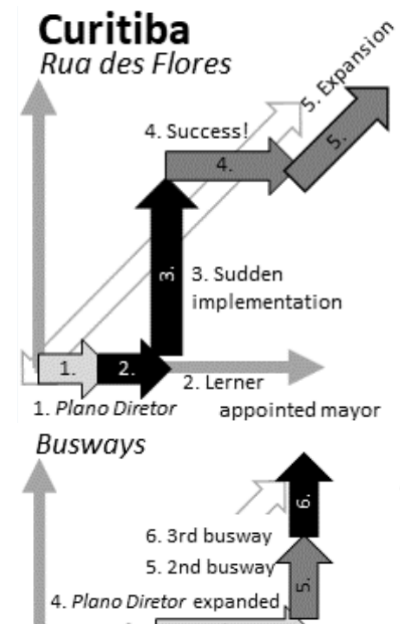 Curitiba
Rua des Flores
5. Expansion
4. Success!
4.
5.
3.
3. Sudden
implementation
1.
2.
2. Lerner
1. Plano Diretor
appointed mayor
Busways
6.
6. 3rd busway
5. 2nd busway
5.
4. Plano Diretor expanded